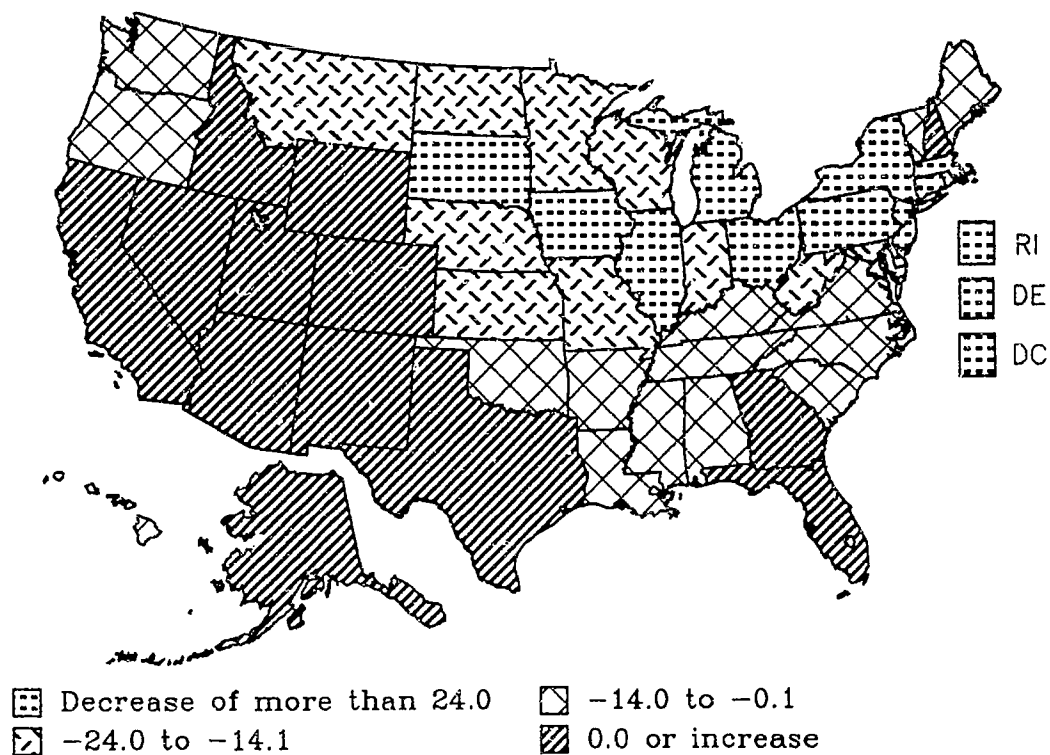 RI
DE
DC
Decrease of more than 24.0
-14.0 to -0.1
-24.0 to -14.1
0.0 or increase